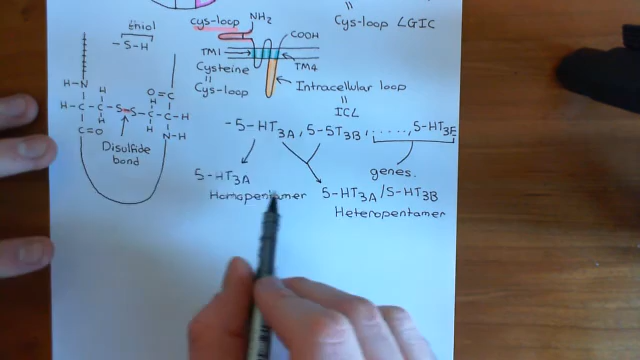 Eniol
-S-H
cys-loop
NH2
COOH
TM1
TM4
Cysteine
=
Cys-loop
Cys-loop LGIC
Intracellular loop
=
ICL
H-N
O=C
H
H
H-C-C-S-S-C-C-H
H
H
C=O
N-H
Disulfide
bond
-5-HT3A, 5-5T3B, ......, 5-HT3E
genes.
5-HT3A
Homopentamer
5-HT3A/5-HT3B
Heteropentamer